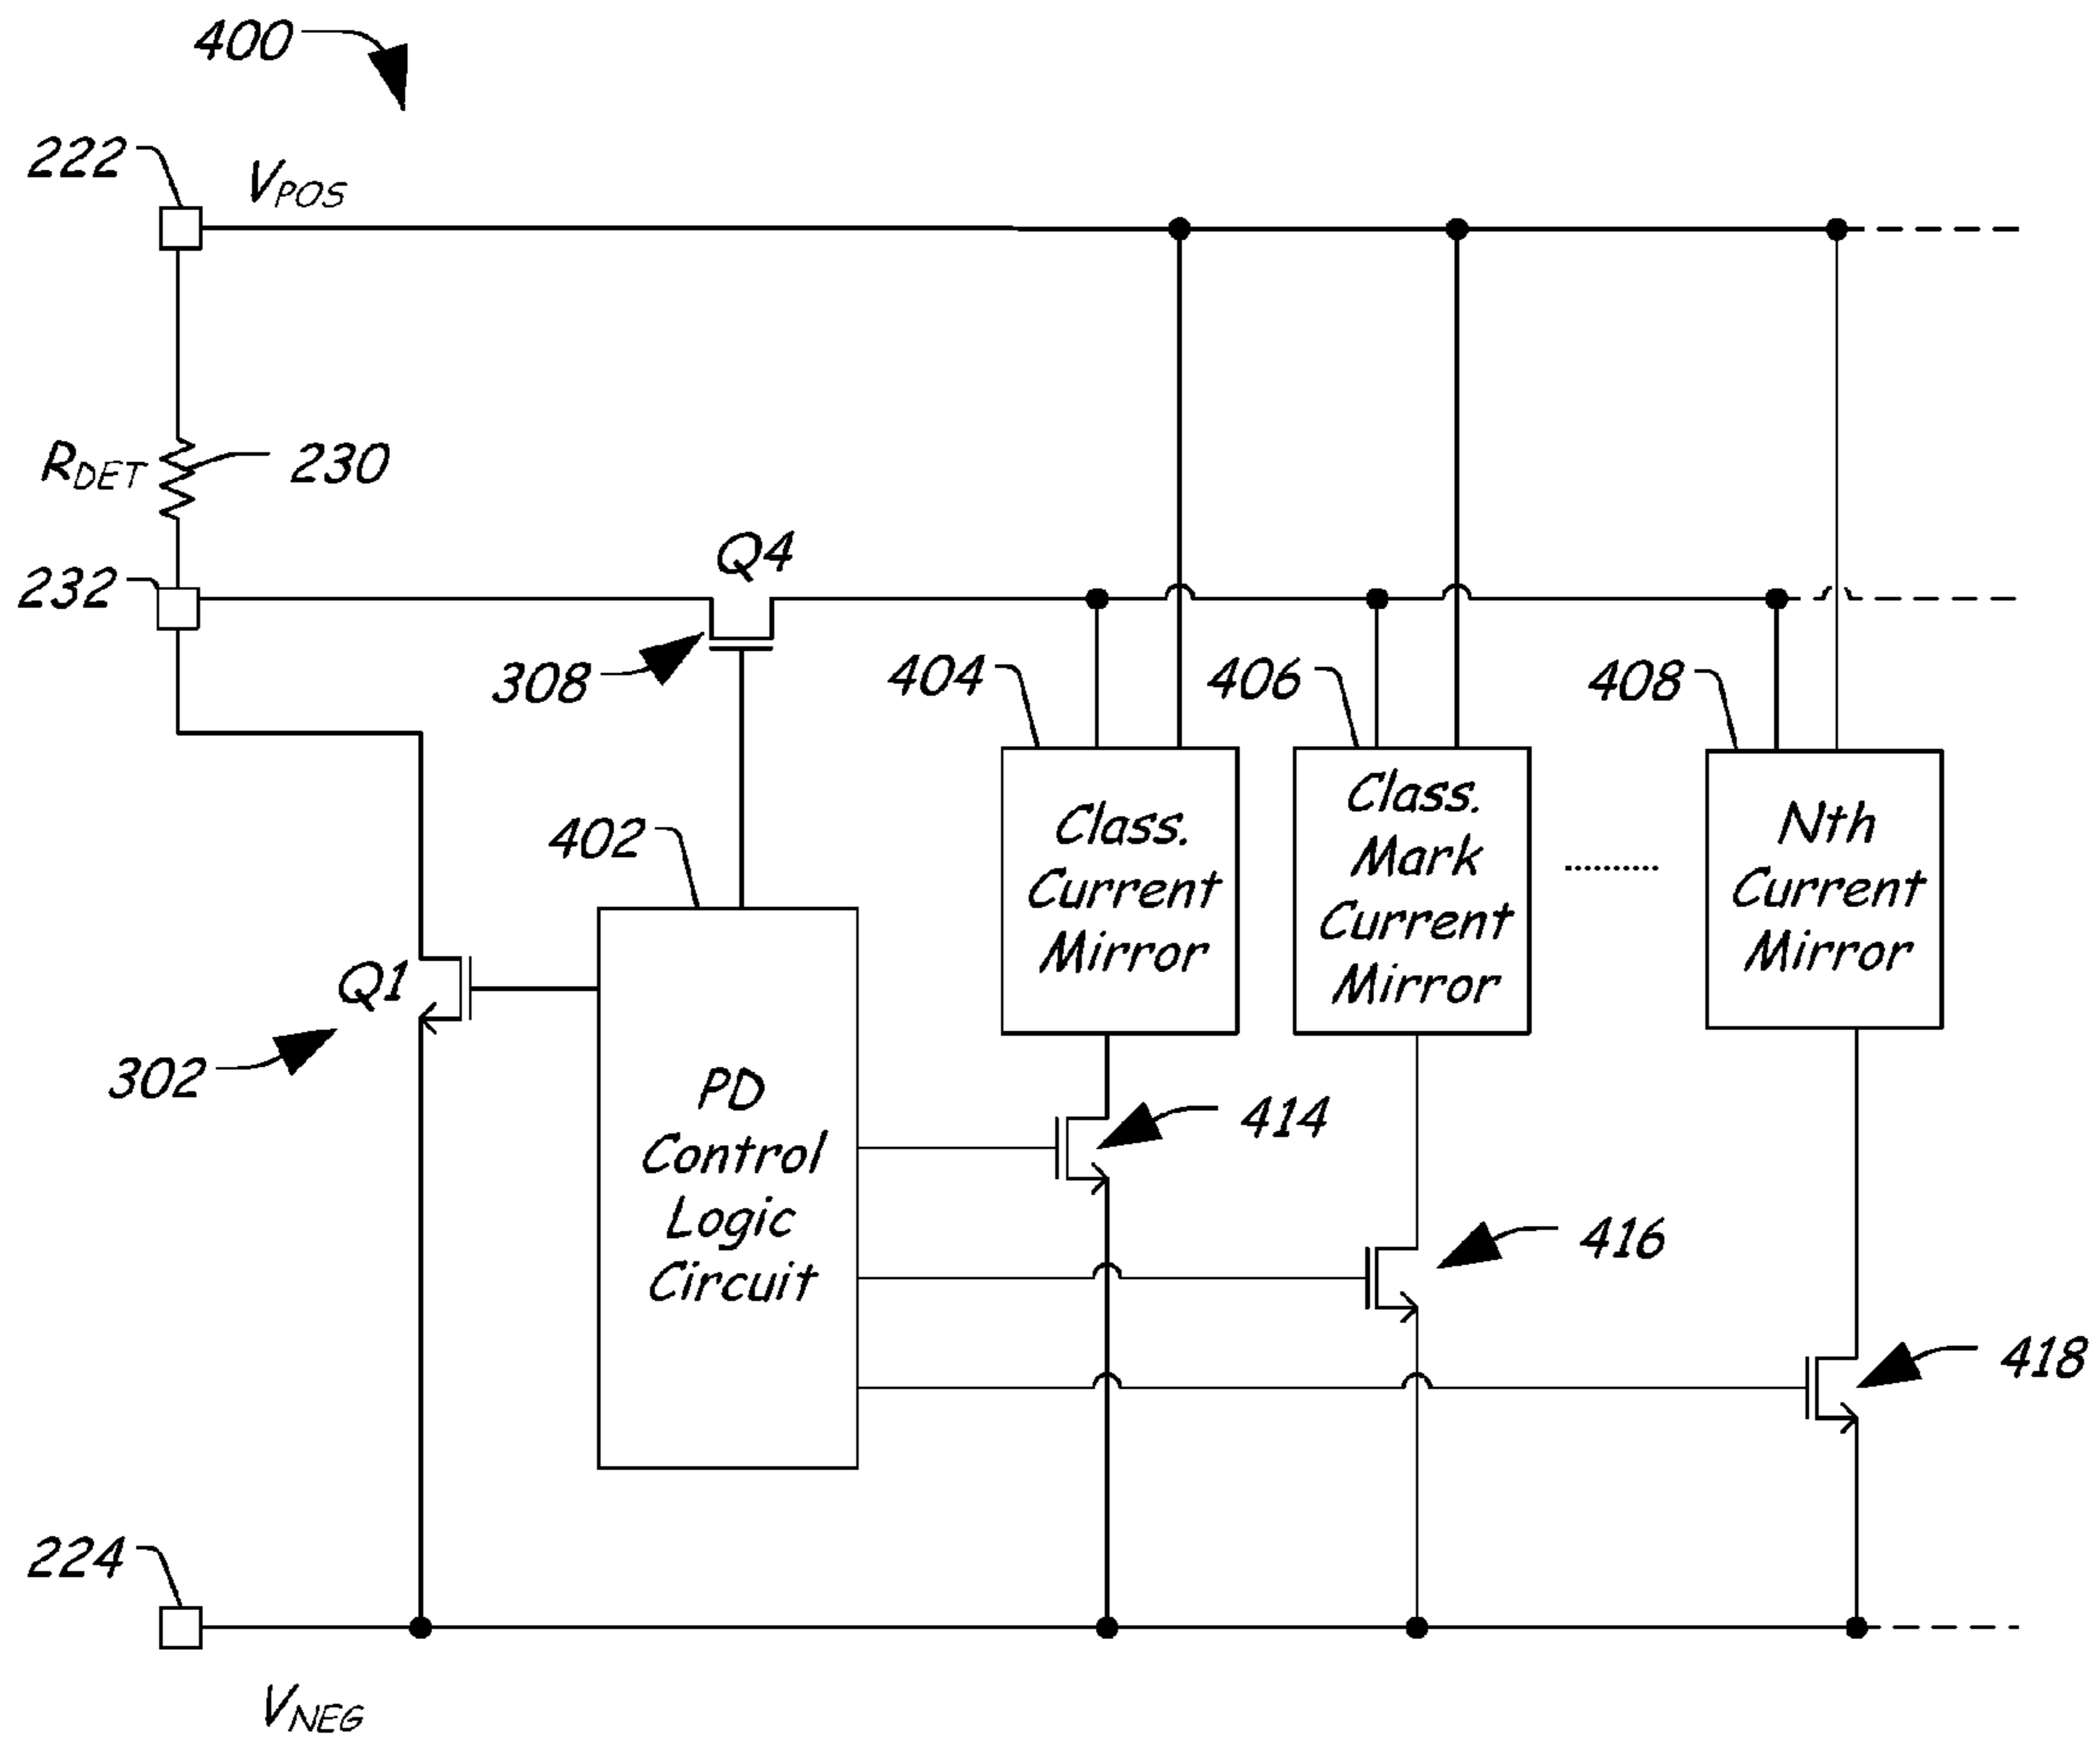 400
222
VPOS
RDET
230
232
Q4
308
404
406
408
Class.
Current
Mirror
Class.
Mark
Current
Mirror
..........
Nth
Current
Mirror
402
Q1
302
PD
Control
Logic
Circuit
414
416
418
224
VNEG